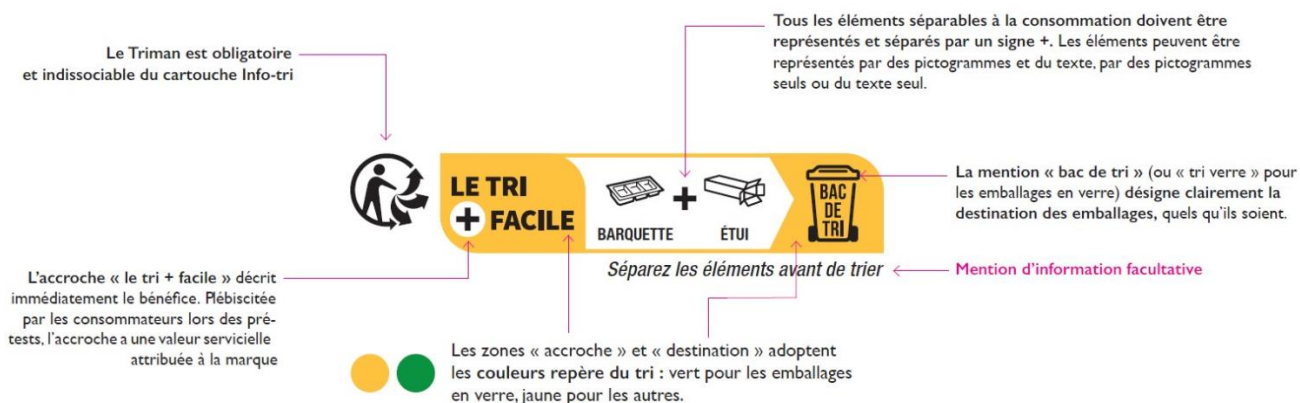 Le Triman est obligatoire
et indissociable du cartouche Info-tri
Tous les éléments séparables à la consommation doivent être
représentés et séparés par un signe +. Les éléments peuvent être
représentés par des pictogrammes et du texte, par des pictogrammes
seuls ou du texte seul.
LE TRI
+ FACILE
BARQUETTE
+
ÉTUI
BAC
DE
TRI
Séparez les éléments avant de trier
La mention « bac de tri » (ou « tri verre » pour
les emballages en verre) désigne clairement la
destination des emballages, quels qu'ils soient.
Mention d'information facultative
L'accroche « le tri + facile » décrit
immédiatement le bénéfice. Plébiscitée
par les consommateurs lors des pré-
tests, l'accroche a une valeur servicielle
attribuée à la marque
Les zones « accroche » et « destination » adoptent
les couleurs repère du tri : vert pour les emballages
en verre, jaune pour les autres.